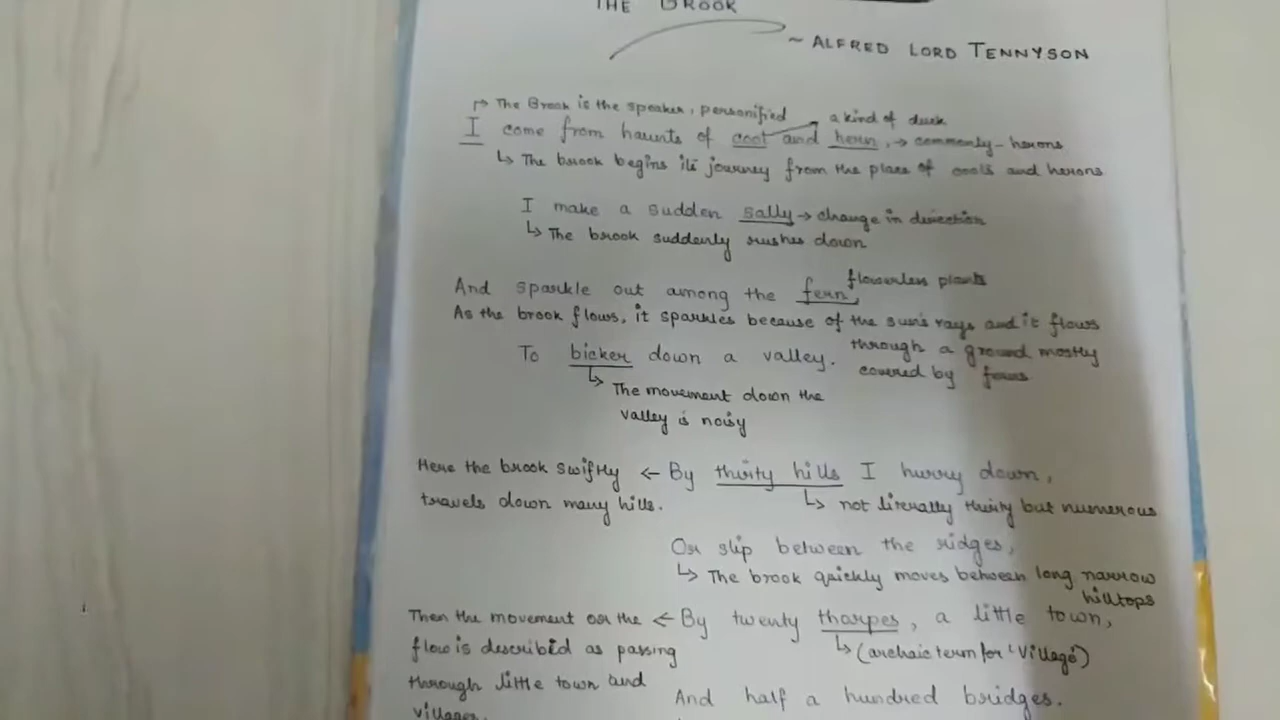 THE BROOK
~ ALFRED LORD TENNYSON
↱ The Brook is the speaker, personified
a kind of duck
I come from haunts of coot and hern, → commonly - herons
↳ The brook begins its journey from the place of coots and herons
I make a sudden sally → change in direction
↳ The brook suddenly rushes down
flowerless plants
And sparkle out among the fern,
As the brook flows, it sparkles because of the sun's rays and it flows
through a ground mostly
covered by ferns
To bicker down a valley.
↳ The movement down the
valley is noisy
Here the brook swiftly ← By thirty hills I hurry down,
travels down many hills.
↳ not literally thirty but numerous
Or slip between the ridges,
↳ The brook quickly moves between long narrow
hilltops
Then the movement or the ← By twenty thorpes, a little town,
flow is described as passing
↳ (archaic term for 'Village')
through little town and
And half a hundred bridges.
villages.